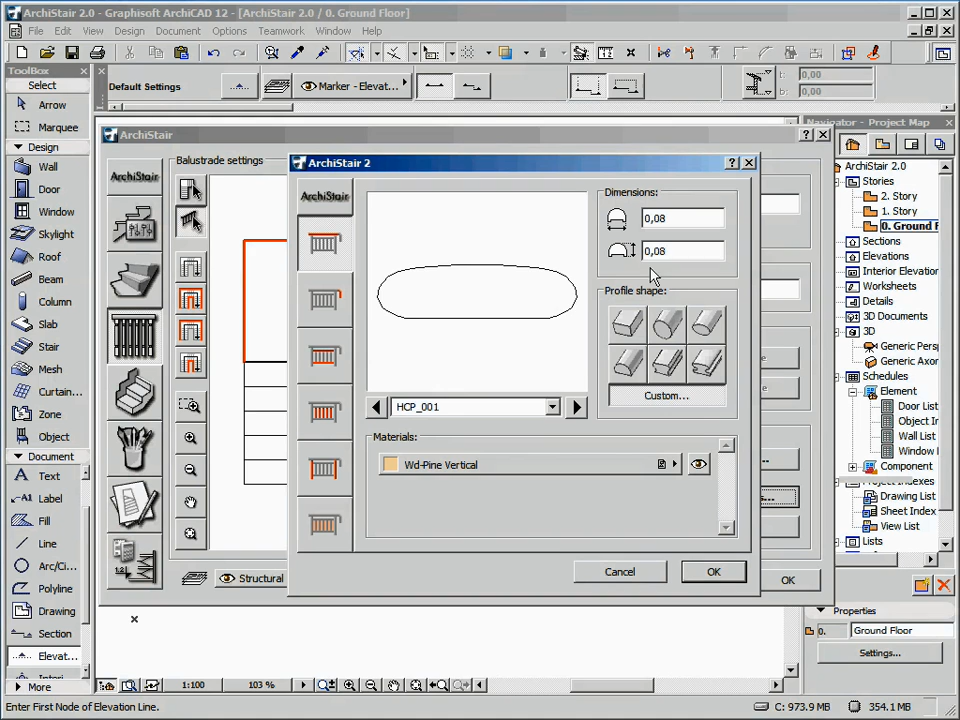 ArchiStair 2.0 - Graphisoft ArchiCAD 12 - [ArchiStair 2.0 / 0. Ground Floor]
File Edit View Design Document Options Teamwork Window Help
ToolBox
Select
Arrow
Marquee
Design
Wall
Door
Window
Skylight
Roof
Beam
Column
Slab
Stair
Mesh
Curtain...
Zone
Object
Document
Text
Label
Fill
Line
Arc/Ci...
Polyline
Drawing
Section
Elevat...
More
Default Settings
Marker - Elevat...
t: 0,00
b: 0,00
ArchiStair
Balustrade settings
ArchiStair
Structural
OK
ArchiStair 2
ArchiStair
Dimensions:
0,08
0,08
Profile shape:
Custom...
HCP_001
Materials:
Wd-Pine Vertical
Cancel
OK
Navigator - Project Map
ArchiStair 2.0
Stories
2. Story
1. Story
0. Ground F
Sections
Elevations
Interior Elevatio
Worksheets
Details
3D Documents
3D
Generic Persp
Generic Axon
Schedules
Element
Door List
Object In
Wall List
Window L
Component
Project Indexes
Drawing List
Sheet Index
View List
Lists
Properties
0. Ground Floor
Settings...
1:100
103 %
Enter First Node of Elevation Line.
C: 973.9 MB
354.1 MB